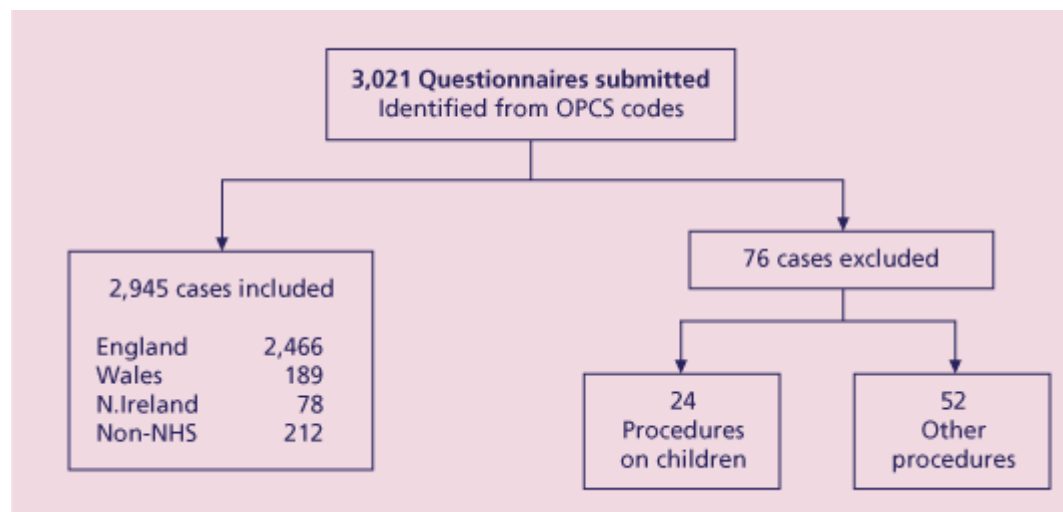 3,021 Questionnaires submitted
Identified from OPCS codes
2,945 cases included
England 2,466
Wales 189
N.Ireland 78
Non-NHS 212
76 cases excluded
24
Procedures
on children
52
Other
procedures